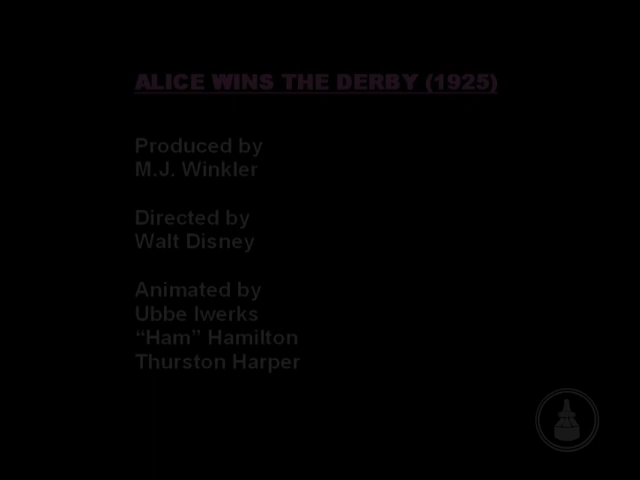 ALICE WINS THE DERBY (1925)
Produced by
M.J. Winkler
Directed by
Walt Disney
Animated by
Ubbe Iwerks
“Ham” Hamilton
Thurston Harper